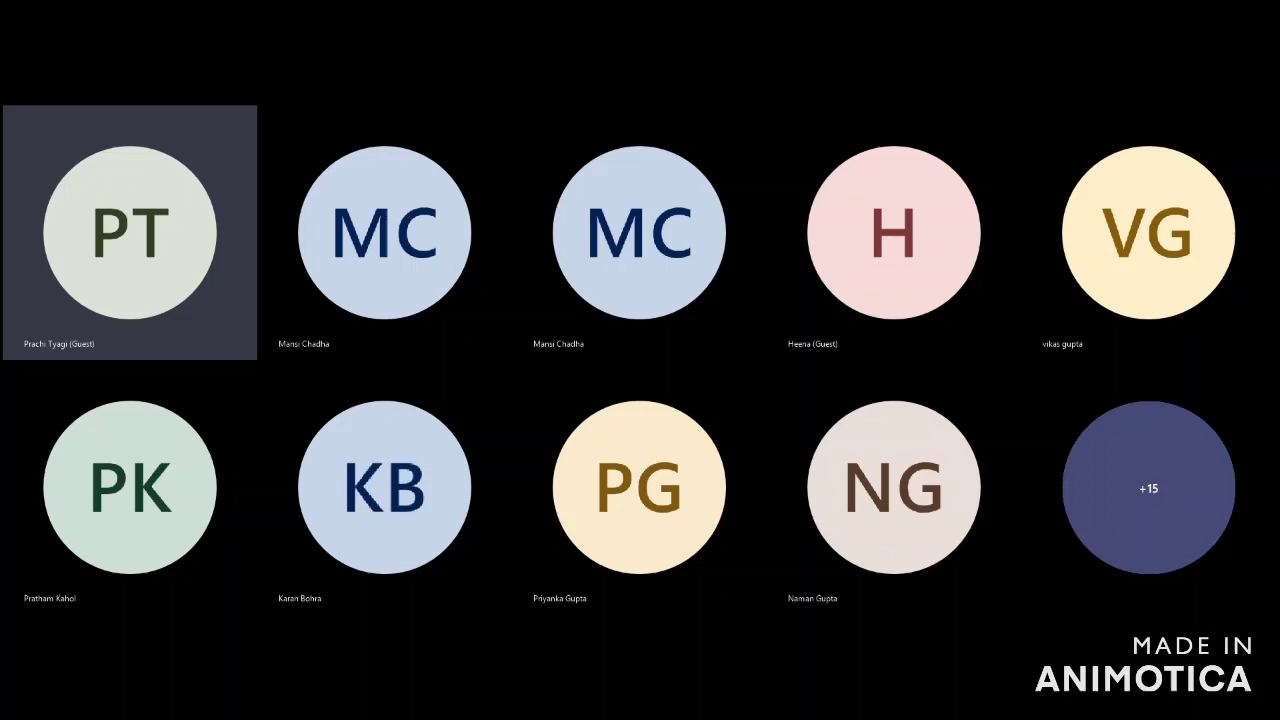 PT
MC
MC
H
VG
Prachi Tyagi (Guest)
Mansi Chadha
Mansi Chadha
Heena (Guest)
vikas gupta
PK
KB
PG
NG
+15
Pratham Kahol
Karan Bohra
Priyanka Gupta
Naman Gupta
MADE IN
ANIMOTICA